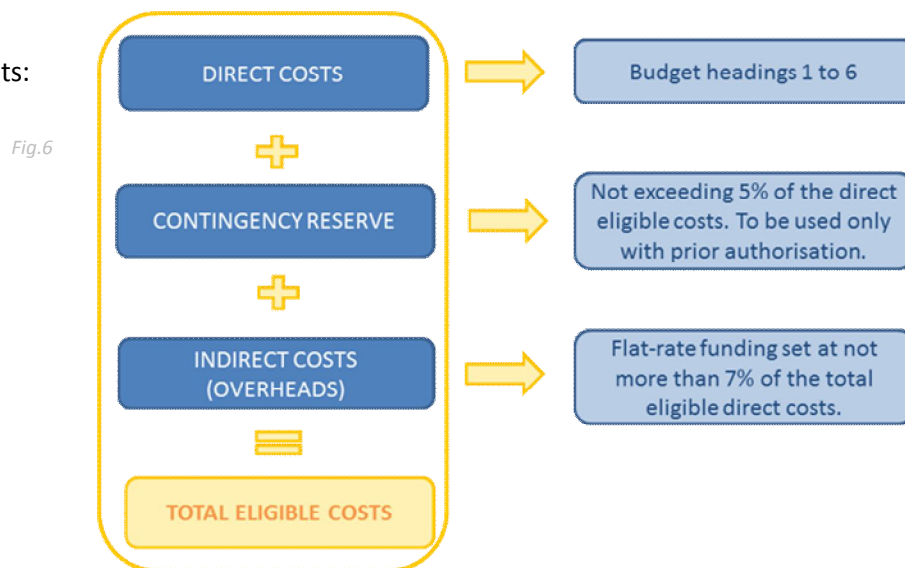 ts:
Fig.6
DIRECT COSTS
Budget headings 1 to 6
CONTINGENCY RESERVE
Not exceeding 5% of the direct
eligible costs. To be used only
with prior authorisation.
INDIRECT COSTS
(OVERHEADS)
Flat-rate funding set at not
more than 7% of the total
eligible direct costs.
TOTAL ELIGIBLE COSTS